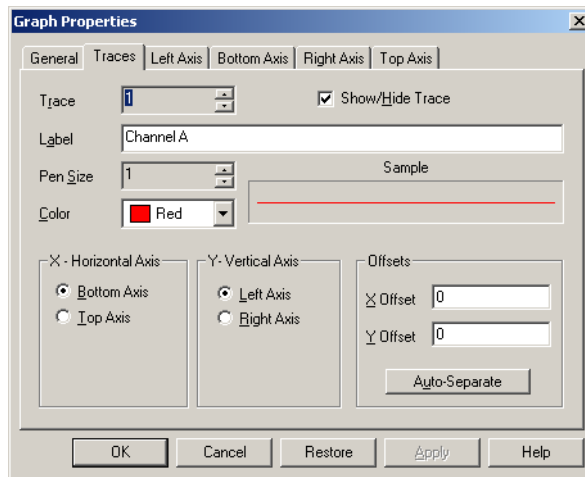 Graph Properties
General Traces Left Axis Bottom Axis Right Axis Top Axis
Trace 1 Show/Hide Trace
Label Channel A
Pen Size 1 Sample
Color Red
X - Horizontal Axis Y- Vertical Axis Offsets
Bottom Axis Left Axis X Offset 0
Top Axis Right Axis Y Offset 0
Auto-Separate
OK Cancel Restore Apply Help